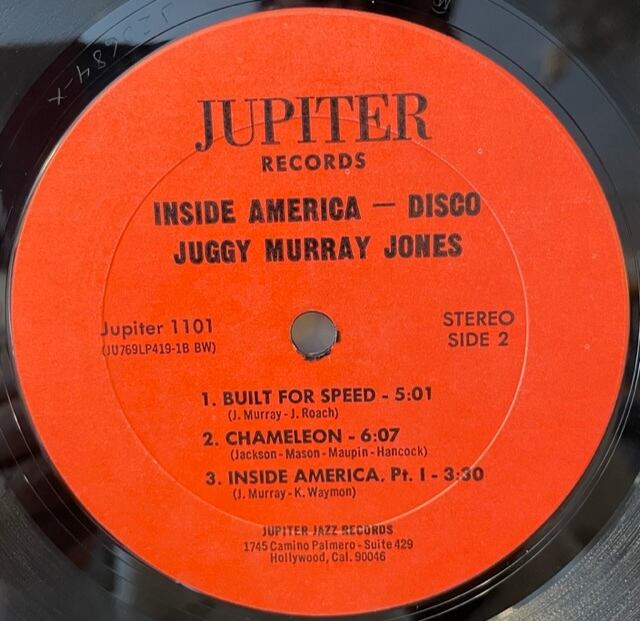 JUPITER
RECORDS
INSIDE AMERICA — DISCO
JUGGY MURRAY JONES
Jupiter 1101
(JU769LP419-1B BW)
STEREO
SIDE 2
1. BUILT FOR SPEED - 5:01
(J. Murray - J. Roach)
2. CHAMELEON - 6:07
(Jackson - Mason - Maupin - Hancock)
3. INSIDE AMERICA, Pt. I - 3:30
(J. Murray - K. Waymon)
JUPITER JAZZ RECORDS
1745 Camino Palmero - Suite 429
Hollywood, Cal. 90046